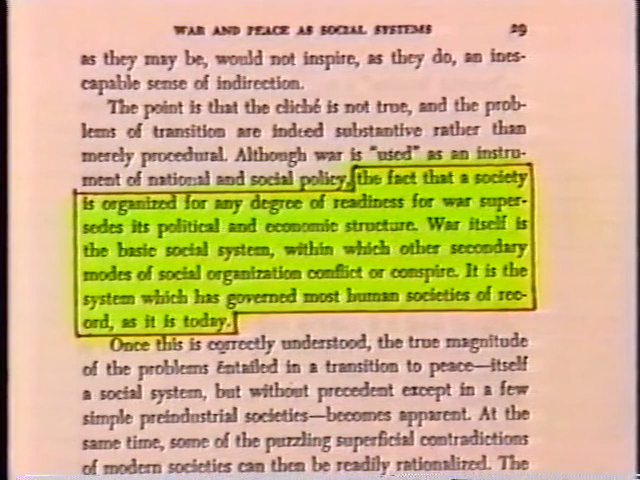 WAR AND PEACE AS SOCIAL SYSTEMS 29
as they may be, would not inspire, as they do, an ines-
capable sense of indirection.
The point is that the cliché is not true, and the prob-
lems of transition are indeed substantive rather than
merely procedural. Although war is "used" as an instru-
ment of national and social policy, the fact that a society
is organized for any degree of readiness for war super-
sedes its political and economic structure. War itself is
the basic social system, within which other secondary
modes of social organization conflict or conspire. It is the
system which has governed most human societies of rec-
ord, as it is today.
Once this is correctly understood, the true magnitude
of the problems entailed in a transition to peace—itself
a social system, but without precedent except in a few
simple preindustrial societies—becomes apparent. At the
same time, some of the puzzling superficial contradictions
of modern societies can then be readily rationalized. The